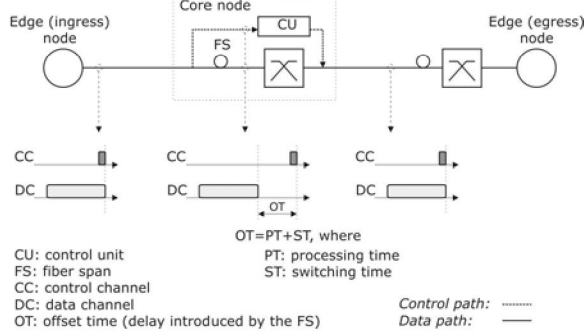 Core node
Edge (ingress)
node
CU
FS
Edge (egress)
node
CC
DC
CC
DC
OT
CC
DC
OT=PT+ST, where
PT: processing time
ST: switching time
CU: control unit
FS: fiber span
CC: control channel
DC: data channel
OT: offset time (delay introduced by the FS)
Control path:
Data path: